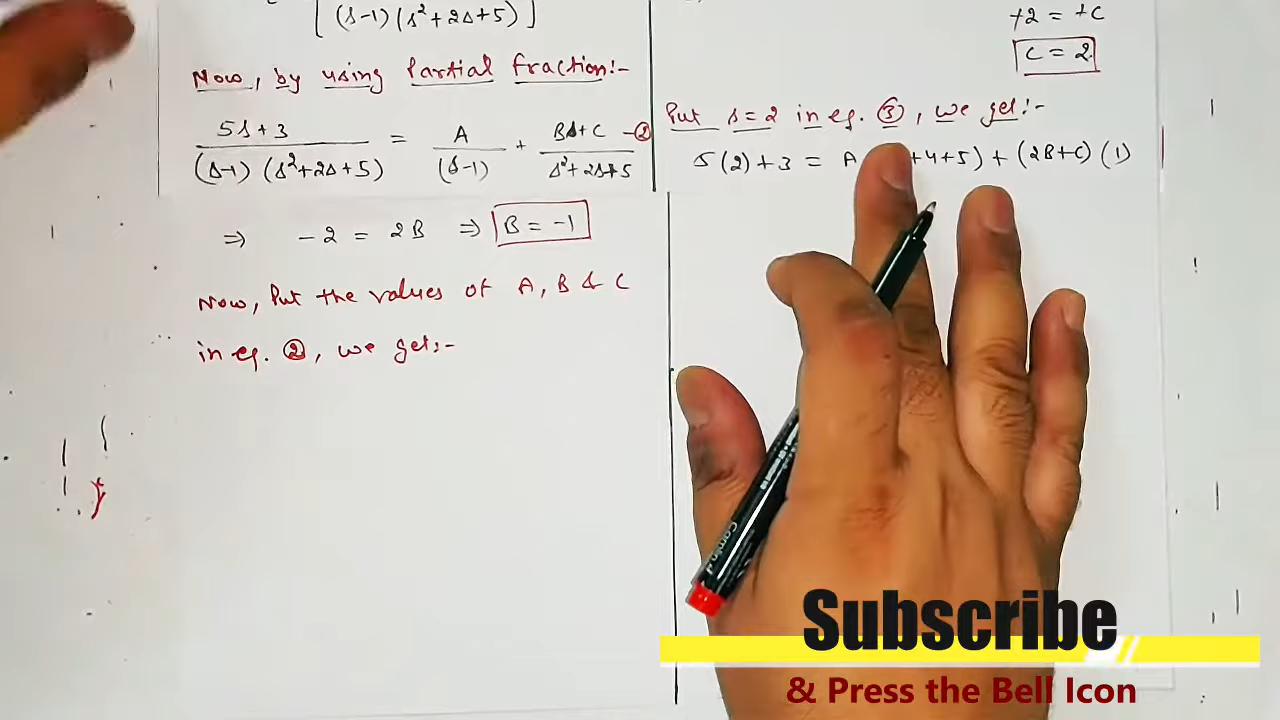 [(s-1)(s²+2s+5)]
Now, by using Partial fraction:-
5s+3 / (s-1)(s²+2s+5) = A / (s-1) + Bs+C / s²+2s+5 -②
⇒ -2 = 2B ⇒ B = -1
Now, Put the values of A, B & C
in eq. ②, we get:-
+2 = +C
C = 2
Put s=2 in eq. ③, we get:-
5(2)+3 = A +4+5) + (2B+C)(1)
Subscribe
& Press the Bell Icon